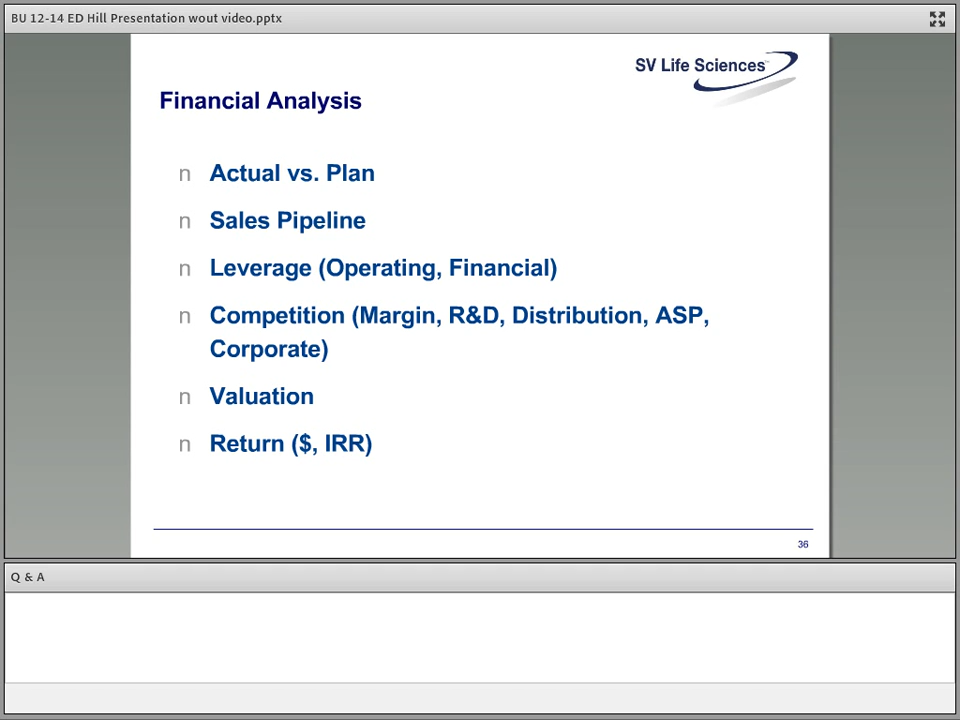 BU 12-14 ED Hill Presentation wout video.pptx
SV Life Sciences™
Financial Analysis
n Actual vs. Plan
n Sales Pipeline
n Leverage (Operating, Financial)
n Competition (Margin, R&D, Distribution, ASP,
Corporate)
n Valuation
n Return ($, IRR)
36
Q & A